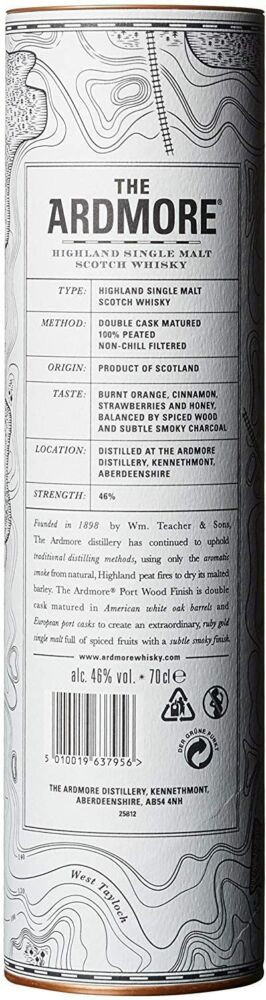 THE
ARDMORE®
HIGHLAND SINGLE MALT
SCOTCH WHISKY
TYPE: HIGHLAND SINGLE MALT
SCOTCH WHISKY
METHOD: DOUBLE CASK MATURED
100% PEATED
NON-CHILL FILTERED
ORIGIN: PRODUCT OF SCOTLAND
TASTE: BURNT ORANGE, CINNAMON,
STRAWBERRIES AND HONEY,
BALANCED BY SPICED WOOD
AND SUBTLE SMOKY CHARCOAL
LOCATION: DISTILLED AT THE ARDMORE
DISTILLERY, KENNETHMONT,
ABERDEENSHIRE
STRENGTH: 46%
Founded in 1898 by Wm. Teacher & Sons,
The Ardmore distillery has continued to uphold
traditional distilling methods, using only the aromatic
smoke from natural, Highland peat fires to dry its malted
barley. The Ardmore® Port Wood Finish is double
cask matured in American white oak barrels and
European port casks to create an extraordinary, ruby gold
single malt full of spiced fruits with a subtle smoky finish.
www.ardmorewhisky.com
alc. 46% vol. • 70cl ℮
5 010019 637956 >
DER GRÜNE PUNKT
THE ARDMORE DISTILLERY, KENNETHMONT,
ABERDEENSHIRE, AB54 4NH
25812
West Tayloch